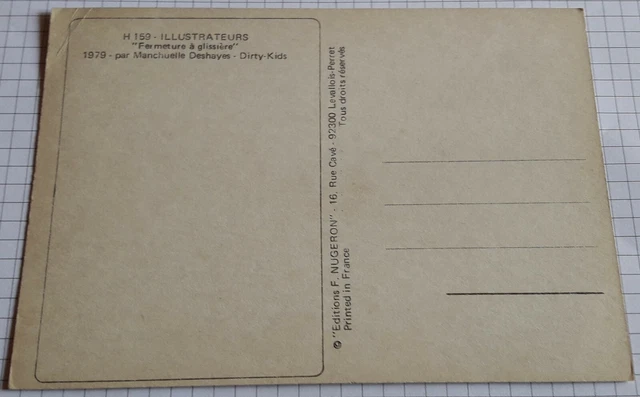 H 159 - ILLUSTRATEURS
"Fermeture à glissière"
1979 - par Manchuelle Deshayes - Dirty-Kids
© "Editions F. NUGERON" - 16, Rue Cavé - 92300 Levallois-Perret
Printed in France
Tous droits réservés